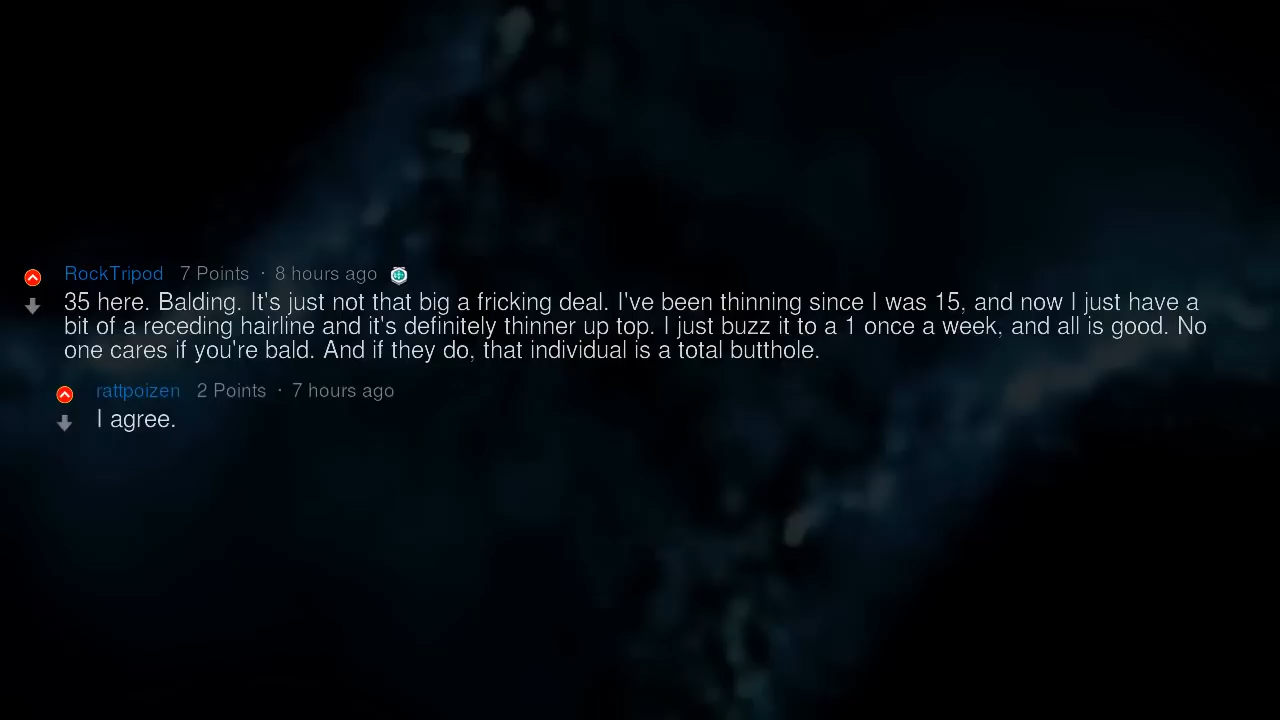 RockTripod 7 Points · 8 hours ago
35 here. Balding. It's just not that big a fricking deal. I've been thinning since I was 15, and now I just have a
bit of a receding hairline and it's definitely thinner up top. I just buzz it to a 1 once a week, and all is good. No
one cares if you're bald. And if they do, that individual is a total butthole.
rattpoizen 2 Points · 7 hours ago
I agree.